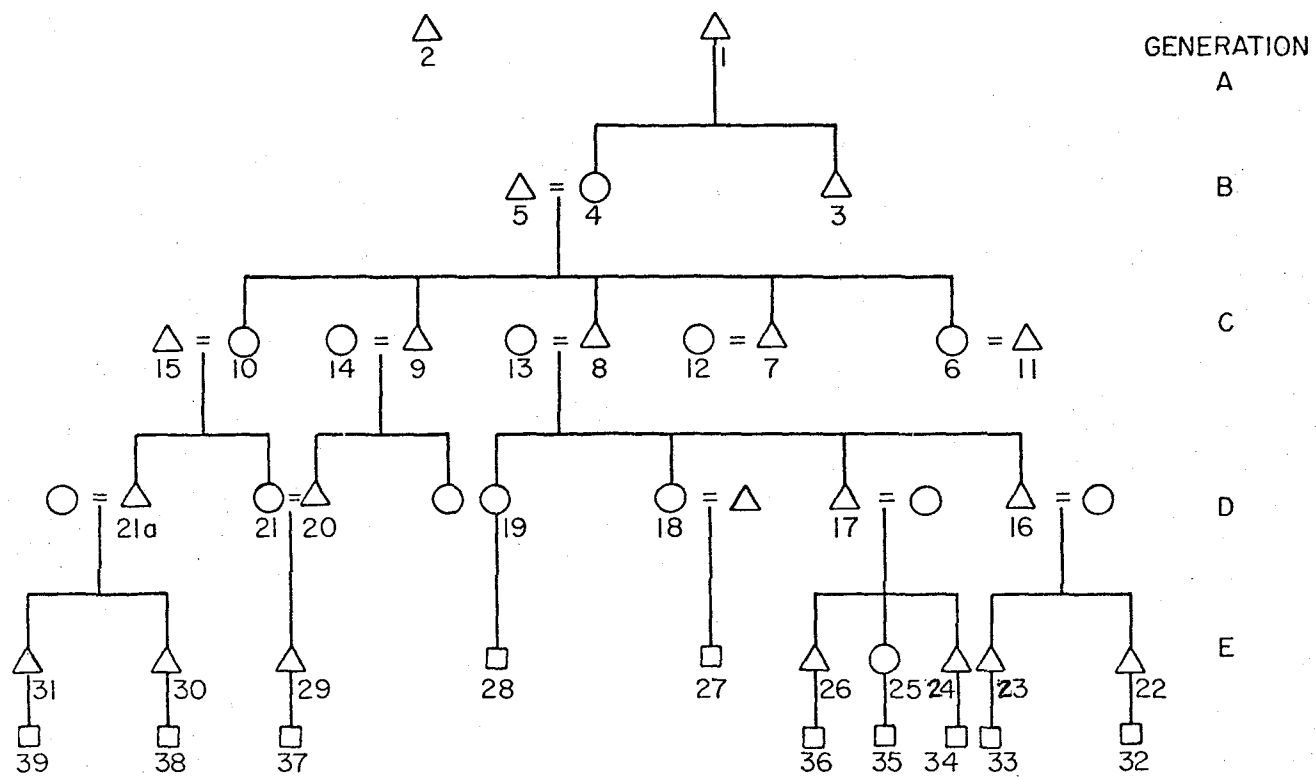 GENERATION
2 1
A
B
5 = 4 3
C
15 = 10 14 = 9 13 = 8 12 = 7 6 = 11
D
= 21a 21 = 20 19 18 = 17 = 16 =
E
31 30 29 28 27 26 25 24 23 22
39 38 37 36 35 34 33 32